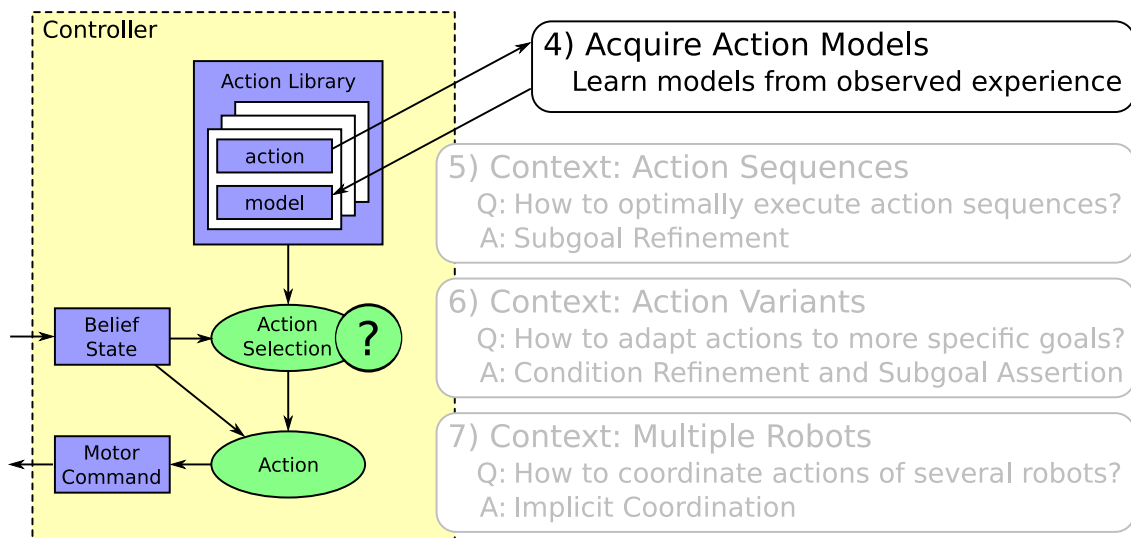 Controller
Action Library
action
model
Belief
State
Action
Selection
?
Motor
Command
Action
4) Acquire Action Models
Learn models from observed experience
5) Context: Action Sequences
Q: How to optimally execute action sequences?
A: Subgoal Refinement
6) Context: Action Variants
Q: How to adapt actions to more specific goals?
A: Condition Refinement and Subgoal Assertion
7) Context: Multiple Robots
Q: How to coordinate actions of several robots?
A: Implicit Coordination